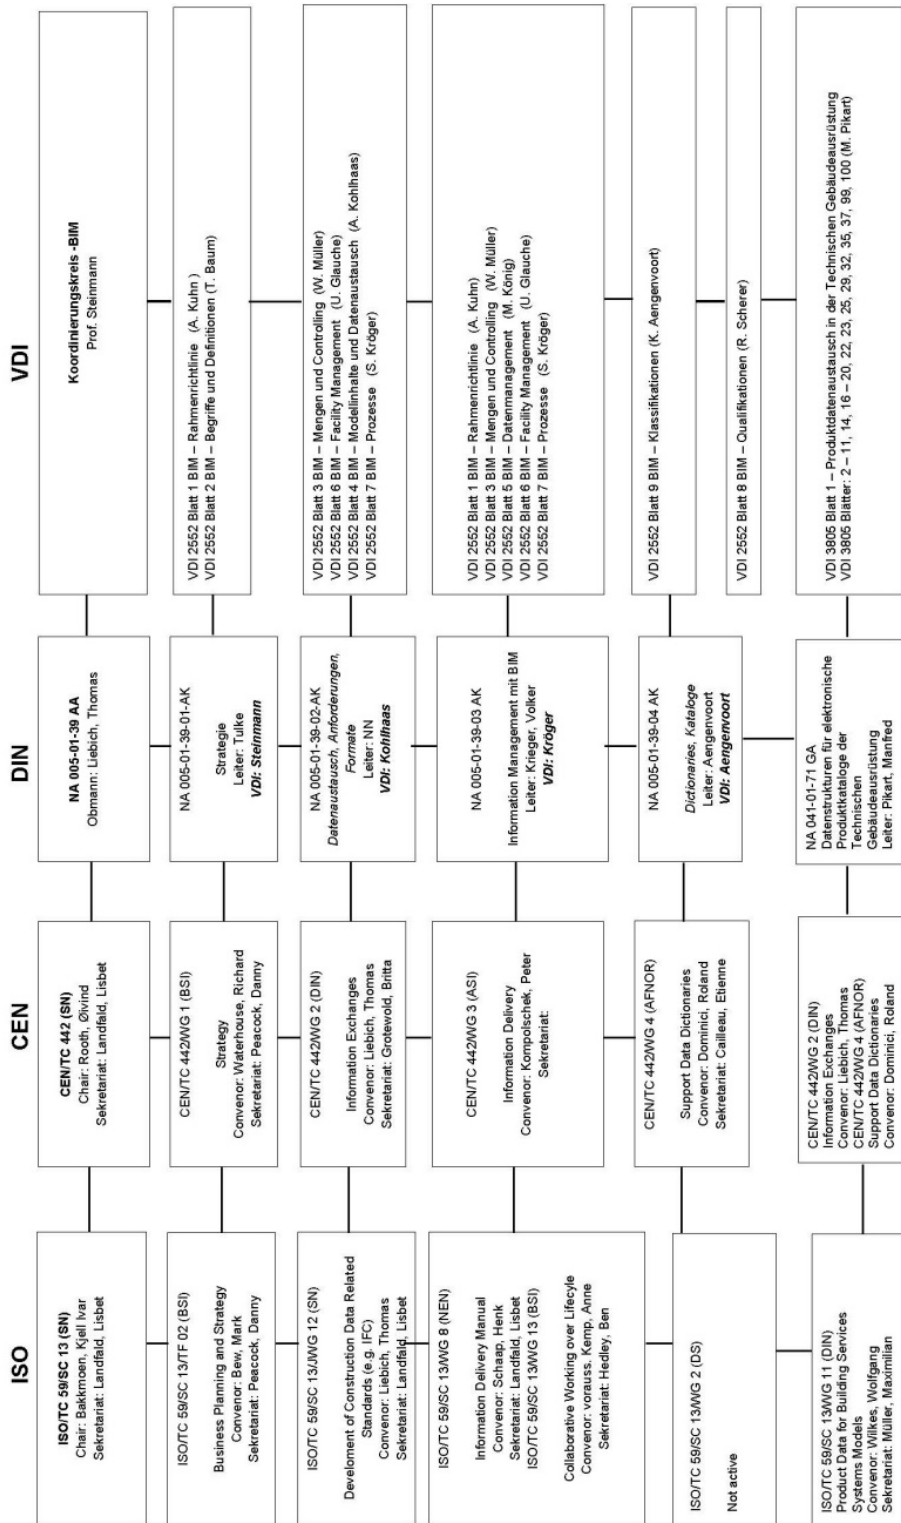 ISO
CEN
DIN
VDI
ISO/TC 59/SC 13 (SN)
Chair: Bakkmoen, Kjell Ivar
Sekretariat: Landfald, Lisbet
CEN/TC 442 (SN)
Chair: Rooth, Øivind
Sekretariat: Landfald, Lisbet
NA 005-01-39 AA
Obmann: Liebich, Thomas
Koordinierungskreis -BIM
Prof. Steinmann
ISO/TC 59/SC 13/TF 02 (BSI)
Business Planning and Strategy
Convenor: Bew, Mark
Sekretariat: Peacock, Danny
CEN/TC 442/WG 1 (BSI)
Strategy
Convenor: Waterhouse, Richard
Sekretariat: Peacock, Danny
NA 005-01-39-01-AK
Strategie
Leiter: Tulke
VDI: Steinmann
VDI 2552 Blatt 1 BIM – Rahmenrichtlinie (A. Kuhn )
VDI 2552 Blatt 2 BIM – Begriffe und Definitionen (T. Baum)
ISO/TC 59/SC 13/JWG 12 (SN)
Develoment of Construction Data Related
Standards (e.g. IFC)
Convenor: Liebich, Thomas
Sekretariat: Landfald, Lisbet
CEN/TC 442/WG 2 (DIN)
Information Exchanges
Convenor: Liebich, Thomas
Sekretariat: Grotewold, Britta
NA 005-01-39-02-AK
Datenaustausch, Anforderungen,
Formate
Leiter: NN
VDI: Kohlhaas
VDI 2552 Blatt 3 BIM – Mengen und Controlling (W. Müller)
VDI 2552 Blatt 6 BIM – Facility Management (U. Glauche)
VDI 2552 Blatt 4 BIM – Modellinhalte und Datenaustausch (A. Kohlhaas)
VDI 2552 Blatt 7 BIM – Prozesse (S. Kröger)
ISO/TC 59/SC 13/WG 8 (NEN)
Information Delivery Manual
Convenor: Schaap, Henk
Sekretariat: Landfald, Lisbet
ISO/TC 59/SC 13/WG 13 (BSI)
Collaborative Working over Lifecyle
Convenor: vorauss. Kemp, Anne
Sekretariat: Hedley, Ben
CEN/TC 442/WG 3 (ASI)
Information Delivery
Convenor: Kompolschek, Peter
Sekretariat:
NA 005-01-39-03 AK
Information Management mit BIM
Leiter: Krieger, Volker
VDI: Kröger
VDI 2552 Blatt 1 BIM – Rahmenrichtlinie (A. Kuhn)
VDI 2552 Blatt 3 BIM – Mengen und Controlling (W. Müller)
VDI 2552 Blatt 5 BIM – Datenmanagement (M. König)
VDI 2552 Blatt 6 BIM – Facility Management (U. Glauche)
VDI 2552 Blatt 7 BIM – Prozesse (S. Kröger)
ISO/TC 59/SC 13/WG 2 (DS)
Not active
CEN/TC 442/WG 4 (AFNOR)
Support Data Dictionaries
Convenor: Dominici, Roland
Sekretariat: Cailleau, Etienne
NA 005-01-39-04 AK
Dictionaries, Kataloge
Leiter: Aengenvoort
VDI: Aengenvoort
VDI 2552 Blatt 9 BIM – Klassifikationen (K. Aengenvoort)
VDI 2552 Blatt 8 BIM – Qualifikationen (R. Scherer)
ISO/TC 59/SC 13/WG 11 (DIN)
Product Data for Building Services
Systems Models
Convenor: Wilkes, Wolfgang
Sekretariat: Müller, Maximilian
CEN/TC 442/WG 2 (DIN)
Information Exchanges
Convenor: Liebich, Thomas
CEN/TC 442/WG 4 (AFNOR)
Support Data Dictionaries
Convenor: Dominici, Roland
NA 041-01-71 GA
Datenstrukturen für elektronische
Produktkataloge der
Technischen
Gebäudeausrüstung
Leiter: Pikart, Manfred
VDI 3805 Blatt 1 – Produktdatenaustausch in der Technischen Gebäudeausrüstung
VDI 3805 Blätter: 2 – 11, 14, 16 – 20, 22, 23, 25, 29, 32, 35, 37, 99, 100 (M. Pikart)